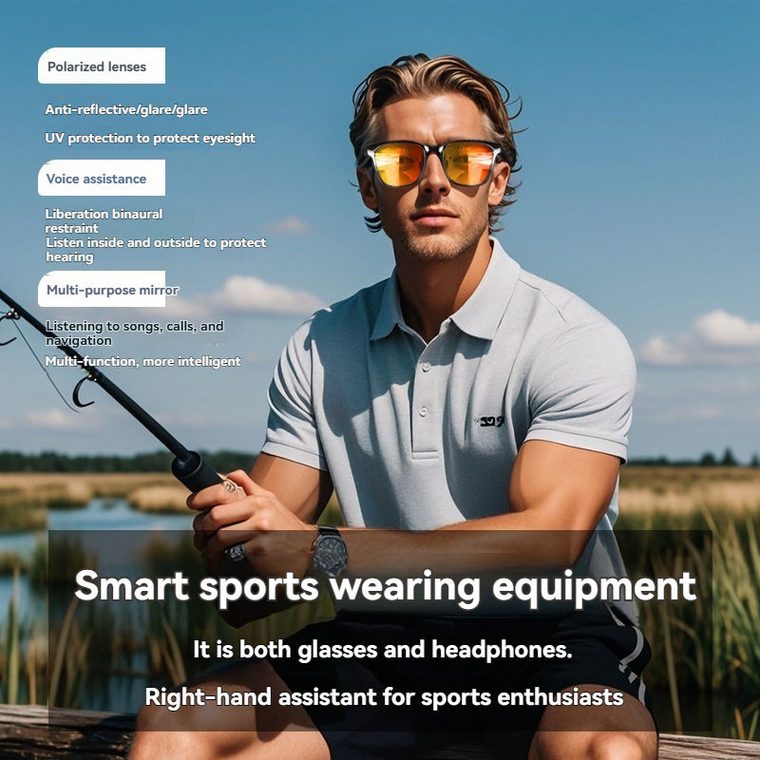 Polarized lenses
Anti-reflective/glare/glare
UV protection to protect eyesight
Voice assistance
Liberation binaural
restraint
Listen inside and outside to protect
hearing
Multi-purpose mirror
Listening to songs, calls, and
navigation
Multi-function, more intelligent
Smart sports wearing equipment
It is both glasses and headphones.
Right-hand assistant for sports enthusiasts